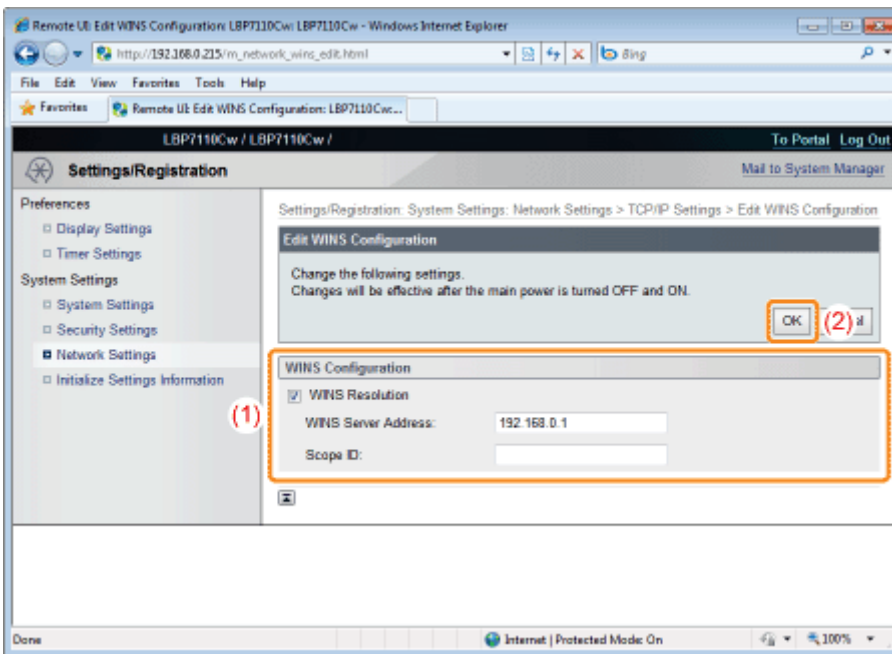 Remote UI: Edit WINS Configuration: LBP7110Cw: LBP7110Cw - Windows Internet Explorer
http://192.168.0.215/m_network_wins_edit.html
Bing
File Edit View Favorites Tools Help
Favorites
Remote UI: Edit WINS Configuration: LBP7110Cw:...
LBP7110Cw / LBP7110Cw /
To Portal Log Out
Settings/Registration
Mail to System Manager
Preferences
Display Settings
Timer Settings
System Settings
System Settings
Security Settings
Network Settings
Initialize Settings Information
Settings/Registration: System Settings: Network Settings > TCP/IP Settings > Edit WINS Configuration
Edit WINS Configuration
Change the following settings.
Changes will be effective after the main power is turned OFF and ON.
OK
(2)
(1)
WINS Configuration
WINS Resolution
WINS Server Address: 192.168.0.1
Scope ID:
Done
Internet | Protected Mode: On
100%